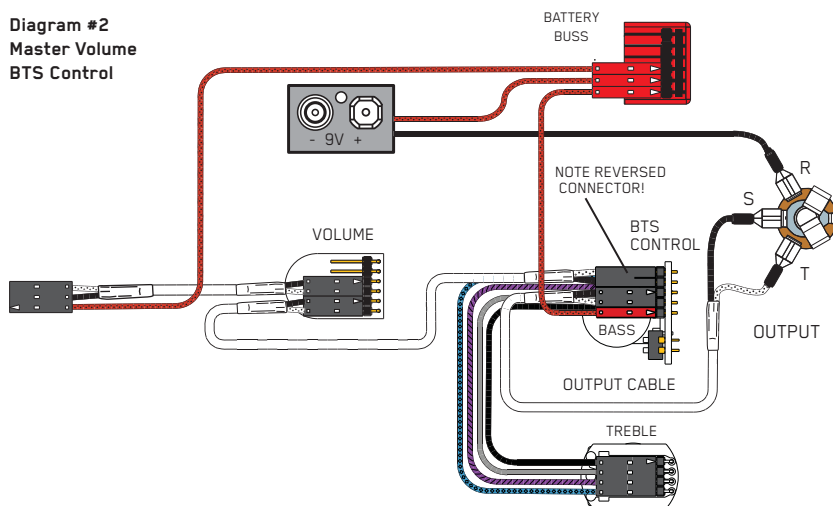 Diagram #2
Master Volume
BTS Control
BATTERY
BUSS
- 9V +
NOTE REVERSED
CONNECTOR!
R
S
BTS
CONTROL
VOLUME
T
BASS
OUTPUT
OUTPUT CABLE
TREBLE